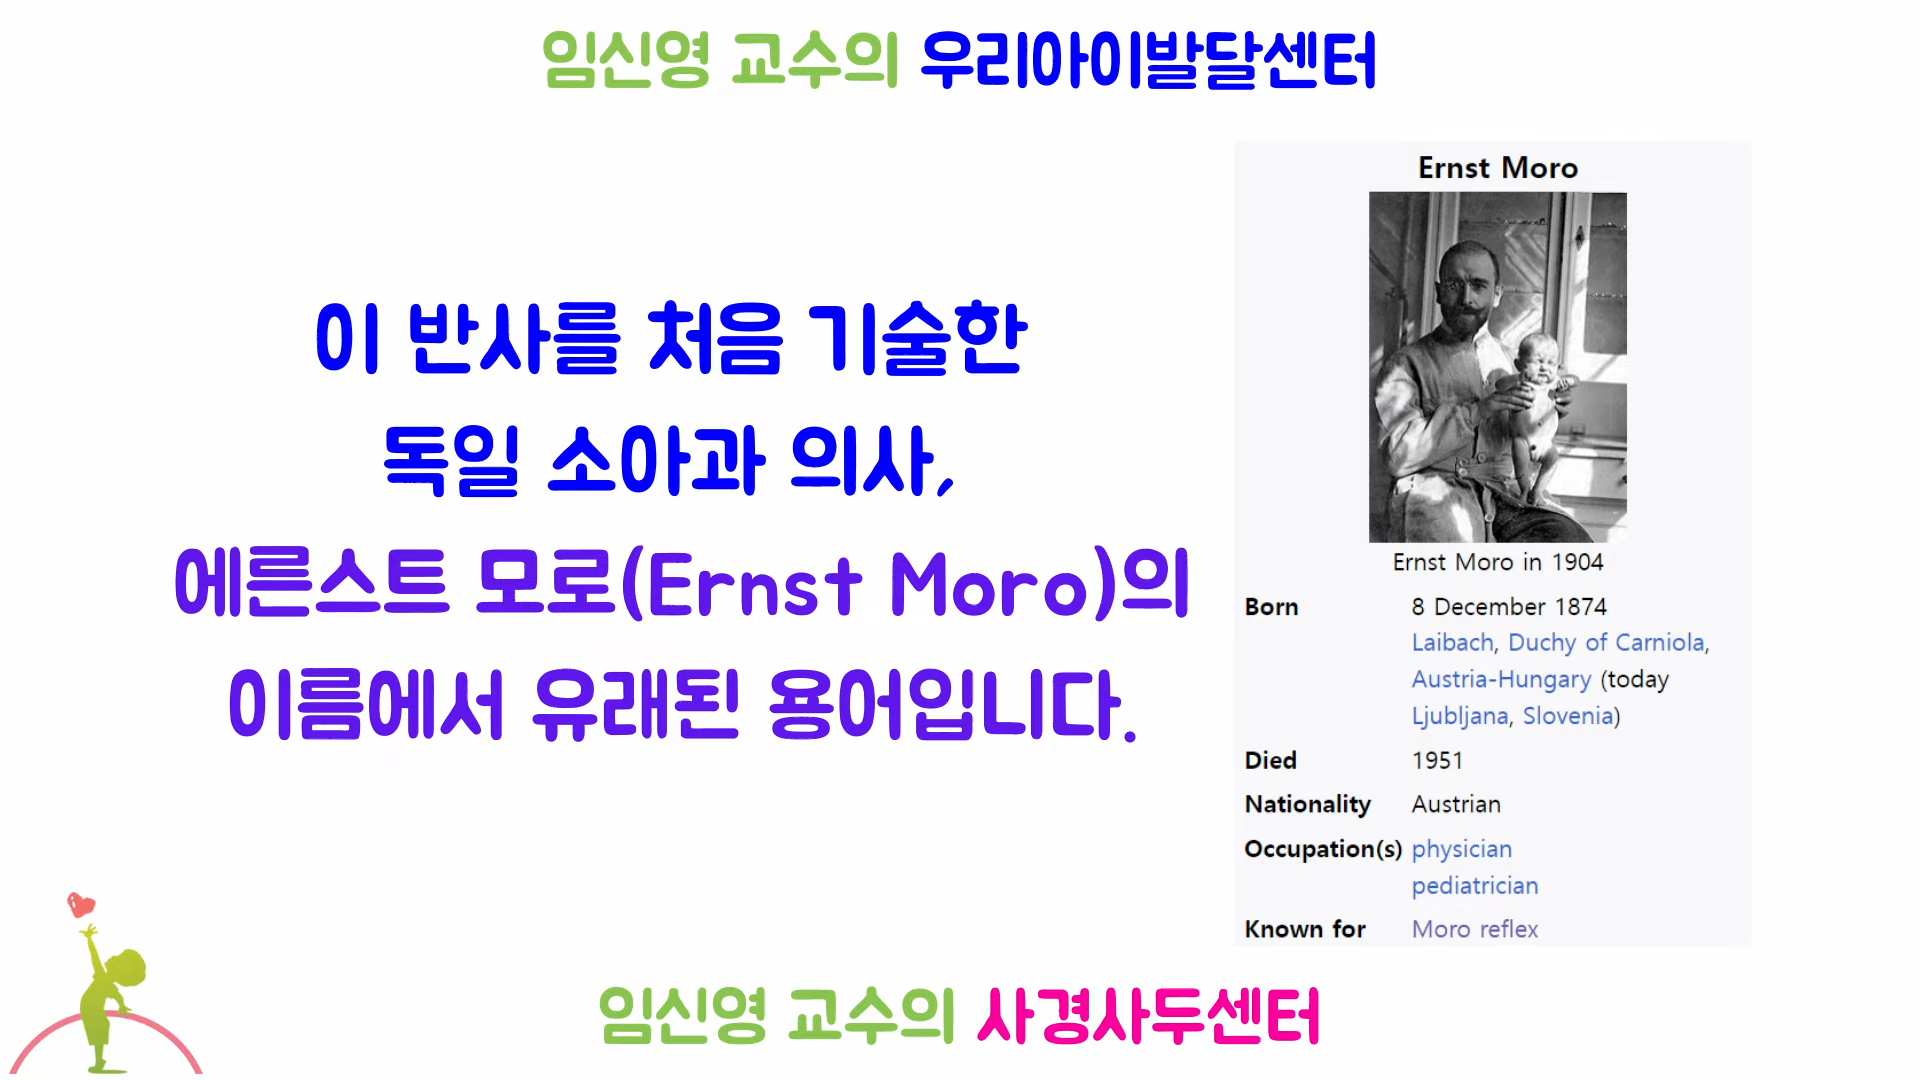 임신영 교수의 우리아이발달센터
이 반사를 처음 기술한
독일 소아과 의사,
에른스트 모로(Ernst Moro)의
이름에서 유래된 용어입니다.
Ernst Moro
Ernst Moro in 1904
Born 8 December 1874
Laibach, Duchy of Carniola,
Austria-Hungary (today
Ljubljana, Slovenia)
Died 1951
Nationality Austrian
Occupation(s) physician
pediatrician
Known for Moro reflex
임신영 교수의 사경사두센터